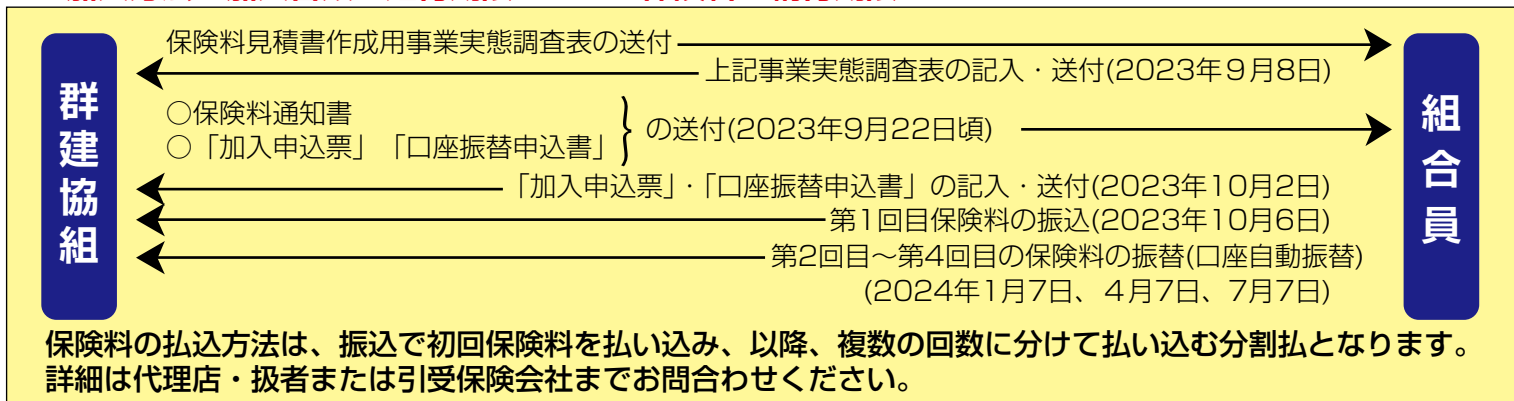 保険料見積書作成用事業実態調査表の送付
上記事業実態調査表の記入・送付(2023年9月8日)
群建協組
組合員
○保険料通知書
○「加入申込票」「口座振替申込書」
の送付(2023年9月22日頃)
「加入申込票」・「口座振替申込書」の記入・送付(2023年10月2日)
第1回目保険料の振込(2023年10月6日)
第2回目〜第4回目の保険料の振替(口座自動振替)
(2024年1月7日、4月7日、7月7日)
保険料の払込方法は、振込で初回保険料を払い込み、以降、複数の回数に分けて払い込む分割払となります。
詳細は代理店・扱者または引受保険会社までお問合わせください。